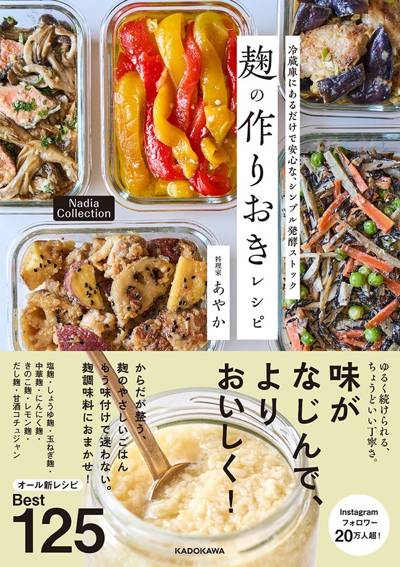 冷蔵庫にあるだけで安心な、シンプル発酵ストック
麹の作りおき
レシピ
料理家 あやか
Nadia
Collection
ゆるく続けられる、
ちょうどいい丁寧さ。
味が
なじんで、
より
おいしく！
からだが整う、
麹のやさしいごはん
もう味付けで迷わない。
麹調味料におまかせ！
塩麹・しょうゆ麹・玉ねぎ麹・
中華麹・にんにく麹・
きのこ麹・レモン麹・
だし麹・甘酒コチュジャン
オール新レシピ
Best
125
Instagram
フォロワー
20万人超！
KADOKAWA